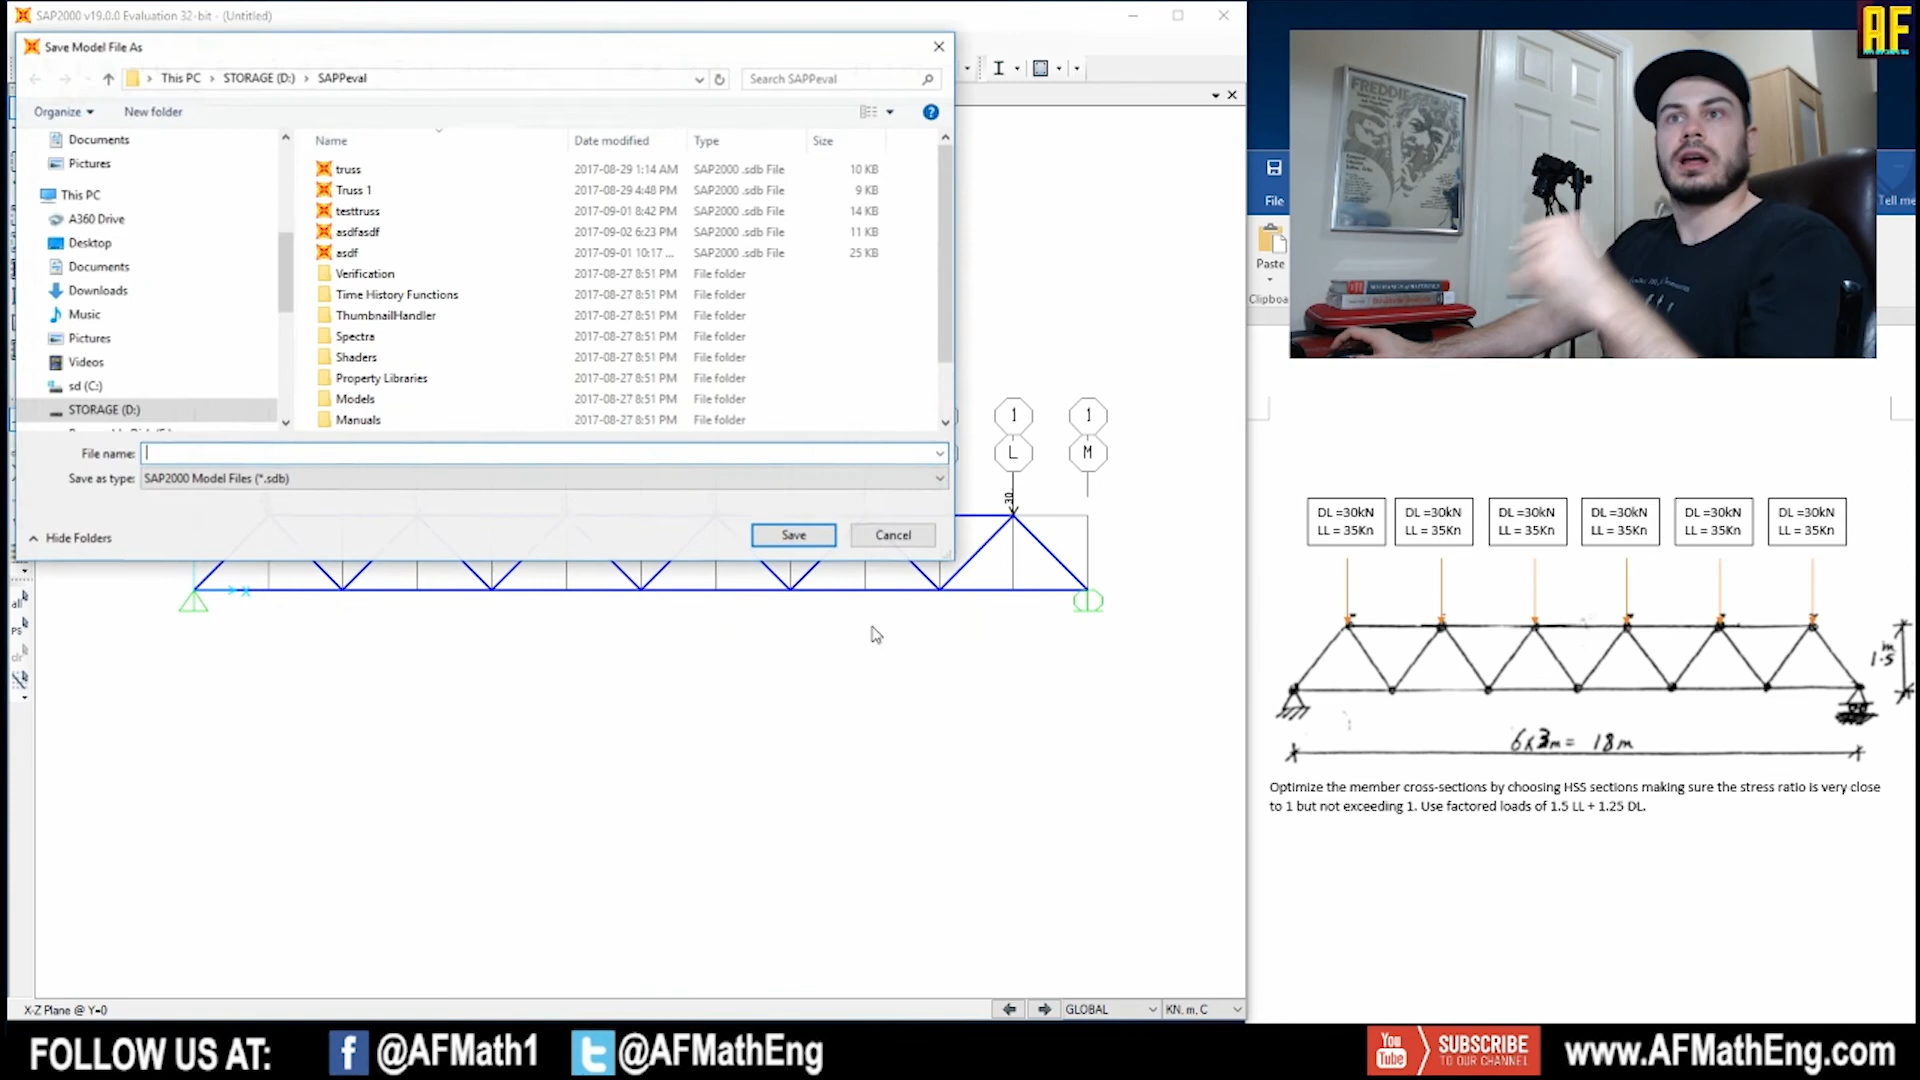 SAP2000 v19.0.0 Evaluation 32-bit - (Untitled)
Save Model File As
This PC > STORAGE (D:) > SAPPeval
Search SAPPeval
Organize
New folder
Documents
Pictures
This PC
A360 Drive
Desktop
Documents
Downloads
Music
Pictures
Videos
sd (C:)
STORAGE (D:)
Name Date modified Type Size
truss 2017-08-29 1:14 AM SAP2000 .sdb File 10 KB
Truss 1 2017-08-29 4:48 PM SAP2000 .sdb File 9 KB
testtruss 2017-09-01 8:42 PM SAP2000 .sdb File 14 KB
asdfasdf 2017-09-02 6:23 PM SAP2000 .sdb File 11 KB
asdf 2017-09-01 10:17 ... SAP2000 .sdb File 25 KB
Verification 2017-08-27 8:51 PM File folder
Time History Functions 2017-08-27 8:51 PM File folder
ThumbnailHandler 2017-08-27 8:51 PM File folder
Spectra 2017-08-27 8:51 PM File folder
Shaders 2017-08-27 8:51 PM File folder
Property Libraries 2017-08-27 8:51 PM File folder
Models 2017-08-27 8:51 PM File folder
Manuals 2017-08-27 8:51 PM File folder
File name:
Save as type: SAP2000 Model Files (*.sdb)
Hide Folders
Save
Cancel
1 1
L M
30.
X
all
PS
X-Z Plane @ Y=0
GLOBAL
KN, m, C
AF
FREDDIE STONE
File
Tell me
Paste
Clipboa
DL =30kN DL =30kN DL =30kN DL =30kN DL =30kN DL =30kN
LL = 35Kn LL = 35Kn LL = 35Kn LL = 35Kn LL = 35Kn LL = 35Kn
1.5 m
6x3m = 18m
Optimize the member cross-sections by choosing HSS sections making sure the stress ratio is very close
to 1 but not exceeding 1. Use factored loads of 1.5 LL + 1.25 DL.
FOLLOW US AT:
@AFMath1
@AFMathEng
You Tube
SUBSCRIBE
TO OUR CHANNEL
www.AFMathEng.com